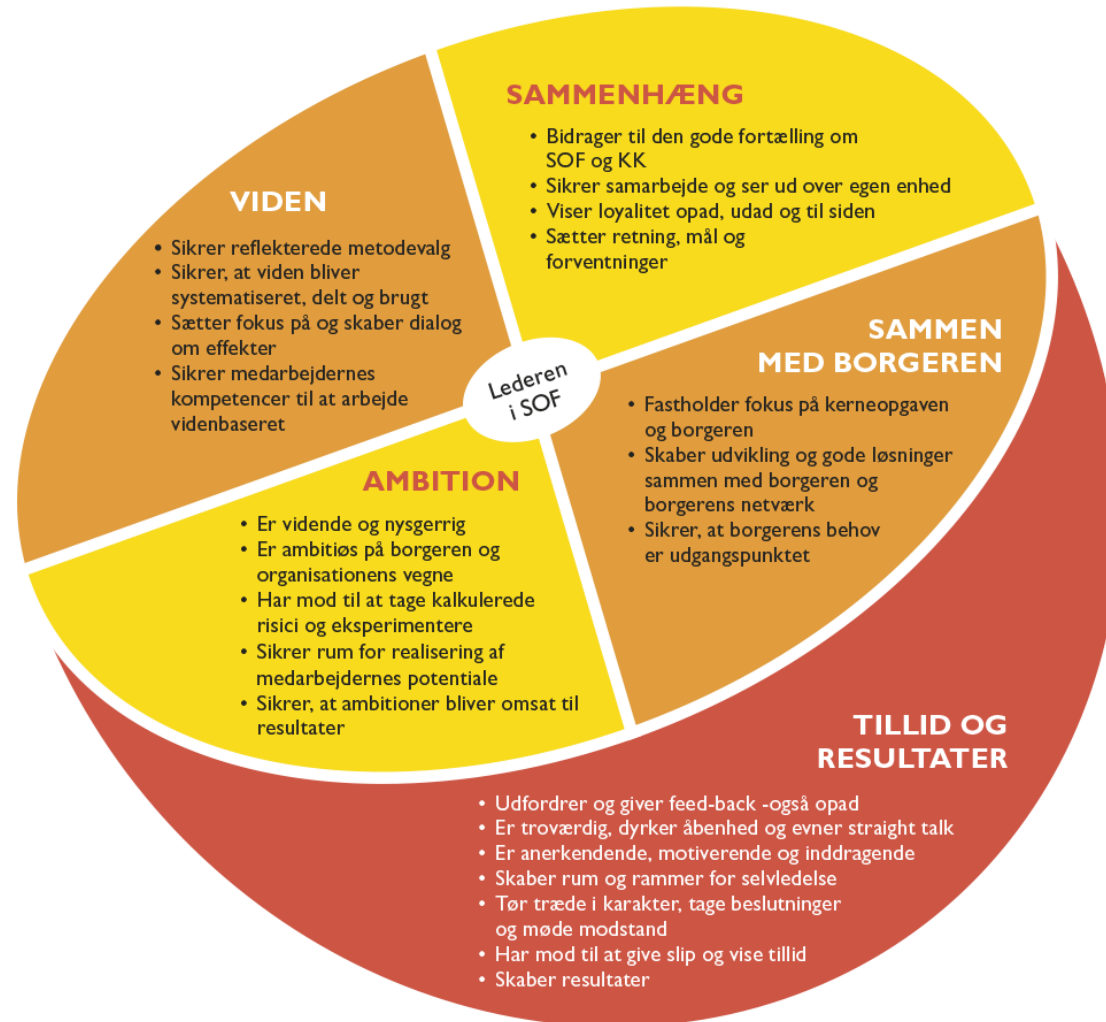 SAMMENHÆNG
• Bidrager til den gode fortælling om
SOF og KK
• Sikrer samarbejde og ser ud over egen enhed
• Viser loyalitet opad, udad og til siden
• Sætter retning, mål og
forventninger
VIDEN
• Sikrer reflekterede metodevalg
• Sikrer, at viden bliver
systematiseret, delt og brugt
• Sætter fokus på og skaber dialog
om effekter
• Sikrer medarbejdernes
kompetencer til at arbejde
videnbaseret
Lederen
i SOF
SAMMEN
MED BORGEREN
• Fastholder fokus på kerneopgaven
og borgeren
• Skaber udvikling og gode løsninger
sammen med borgeren og
borgerens netværk
• Sikrer, at borgerens behov
er udgangspunktet
AMBITION
• Er vidende og nysgerrig
• Er ambitiøs på borgeren og
organisationens vegne
• Har mod til at tage kalkulerede
risici og eksperimentere
• Sikrer rum for realisering af
medarbejdernes potentiale
• Sikrer, at ambitioner bliver omsat til
resultater
TILLID OG
RESULTATER
• Udfordrer og giver feed-back -også opad
• Er troværdig, dyrker åbenhed og evner straight talk
• Er anerkendende, motiverende og inddragende
• Skaber rum og rammer for selvledelse
• Tør træde i karakter, tage beslutninger
og møde modstand
• Har mod til at give slip og vise tillid
• Skaber resultater